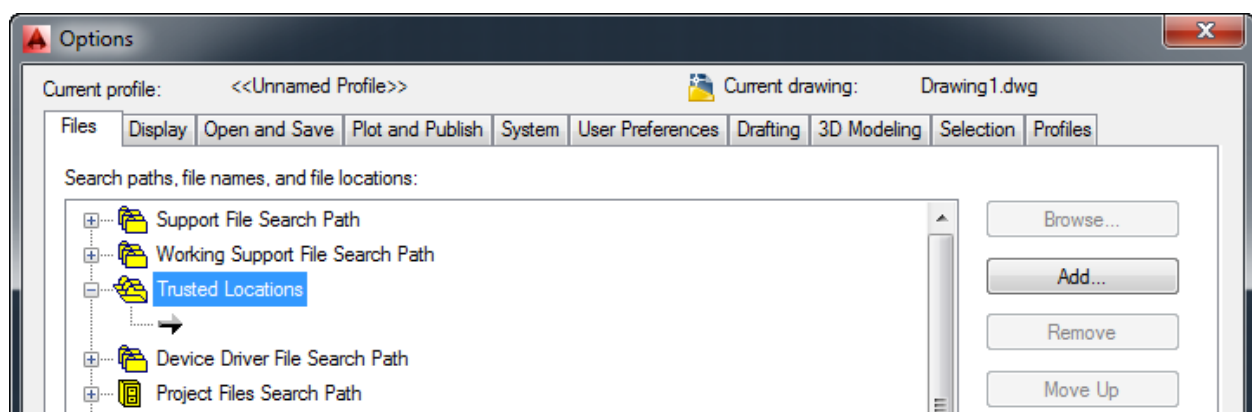 Options
Current profile: <<Unnamed Profile>> Current drawing: Drawing1.dwg
Files Display Open and Save Plot and Publish System User Preferences Drafting 3D Modeling Selection Profiles
Search paths, file names, and file locations:
Support File Search Path
Browse...
Working Support File Search Path
Add...
Trusted Locations
Remove
Device Driver File Search Path
Move Up
Project Files Search Path